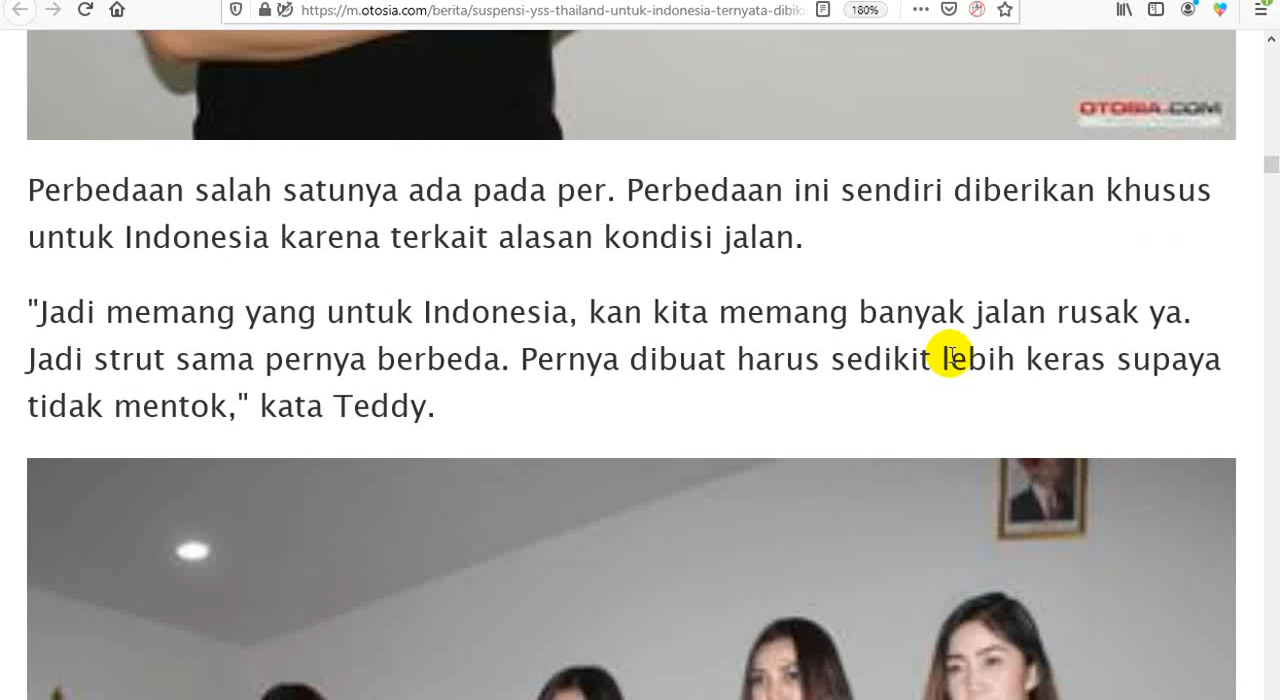 https://m.otosia.com/berita/suspensi-yss-thailand-untuk-indonesia-ternyata-dibik
180%
OTOSIA.COM
Perbedaan salah satunya ada pada per. Perbedaan ini sendiri diberikan khusus
untuk Indonesia karena terkait alasan kondisi jalan.
"Jadi memang yang untuk Indonesia, kan kita memang banyak jalan rusak ya.
Jadi strut sama pernya berbeda. Pernya dibuat harus sedikit lebih keras supaya
tidak mentok," kata Teddy.